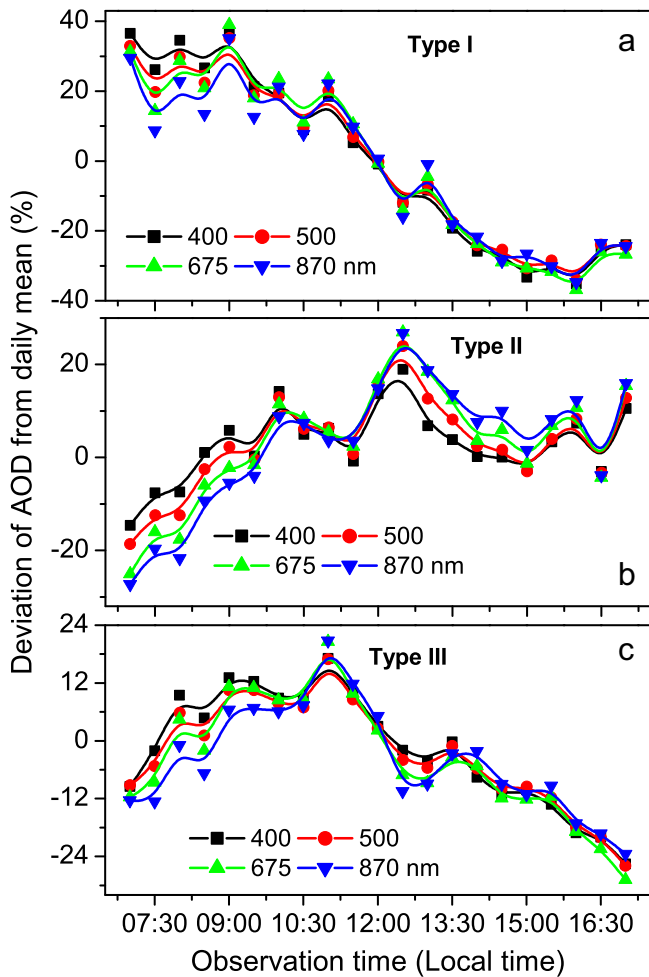 Deviation of AOD from daily mean (%)
40
20
0
-20
-40
Type I
a
400
500
675
870 nm
20
0
-20
Type II
b
400
500
675
870 nm
24
12
0
-12
-24
Type III
c
400
500
675
870 nm
07:30 09:00 10:30 12:00 13:30 15:00 16:30
Observation time (Local time)